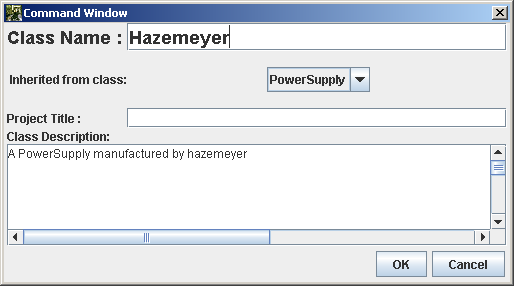 Command Window
Class Name : Hazemeyer
Inherited from class: PowerSupply
Project Title :
Class Description:
A PowerSupply manufactured by hazemeyer
OK Cancel